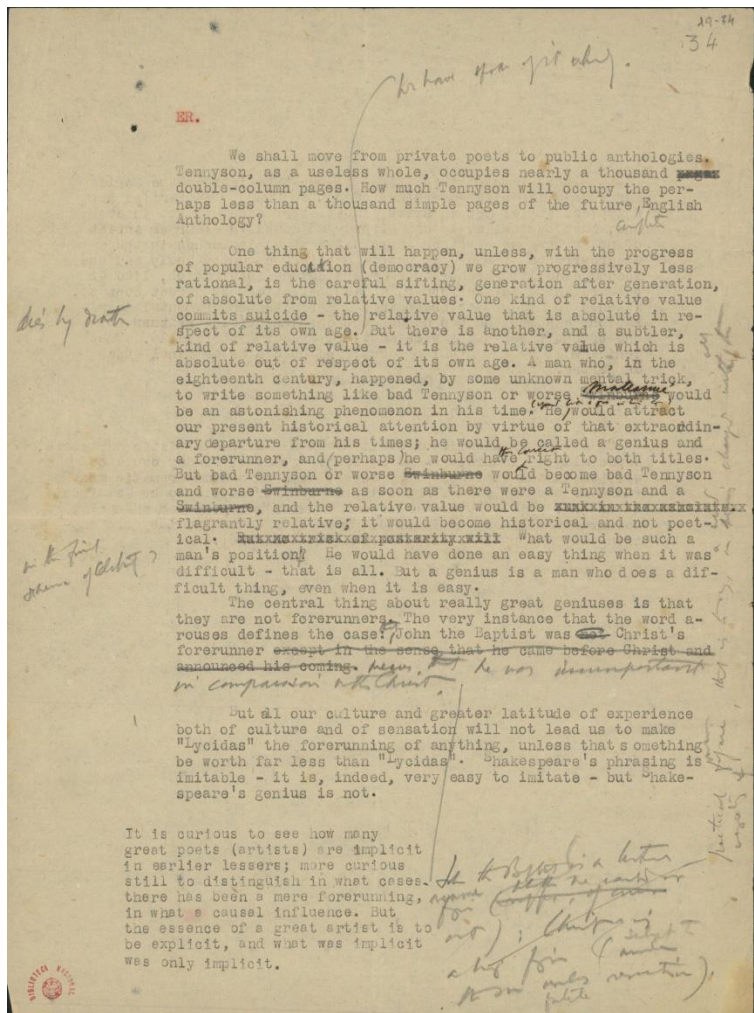 19-84
34
ER.
We shall move from private poets to public anthologies.
Tennyson, as a useless whole, occupies nearly a thousand
double-column pages. How much Tennyson will occupy the per-
haps less than a thousand simple pages of the future English
Anthology?
complete
One thing that will happen, unless, with the progress
of popular education (democracy) we grow progressively less
rational, is the careful sifting, generation after generation,
of absolute from relative values. One kind of relative value
commits suicide - the relative value that is absolute in re-
dies by death
spect of its own age. But there is another, and a subtler,
kind of relative value - it is the relative value which is
absolute out of respect of its own age. A man who, in the
eighteenth century, happened, by some unknown mental trick,
to write something like bad Tennyson or worse Mallarmé would
be an astonishing phenomenon in his time. He would attract
our present historical attention by virtue of that extraordin-
ary departure from his times; he would be called a genius and
a forerunner, and (perhaps) he would have right to both titles.
But bad Tennyson or worse Swinburne would become bad Tennyson
and worse Swinburne as soon as there were a Tennyson and a
Swinburne, and the relative value would be
flagrantly relative; it would become historical and not poet-
ical. What would be such a
man's position? He would have done an easy thing when it was
difficult - that is all. But a genius is a man who does a dif-
ficult thing, even when it is easy.
The central thing about really great geniuses is that
they are not forerunners. The very instance that the word a-
rouses defines the case: John the Baptist was Christ's
forerunner except in the sense that he came before Christ and
announced his coming. he was unimportant
in comparison with Christ.
But all our culture and greater latitude of experience
both of culture and of sensation will not lead us to make
"Lycidas" the forerunning of anything, unless that something
be worth far less than "Lycidas". Shakespeare's phrasing is
imitable - it is, indeed, very easy to imitate - but Shake-
speare's genius is not.
It is curious to see how many
great poets (artists) are implicit
in earlier lessers; more curious
still to distinguish in what cases
there has been a mere forerunning,
in what a causal influence. But
the essence of a great artist is to
be explicit, and what was implicit
was only implicit.
BIBLIOTECA NACIONAL